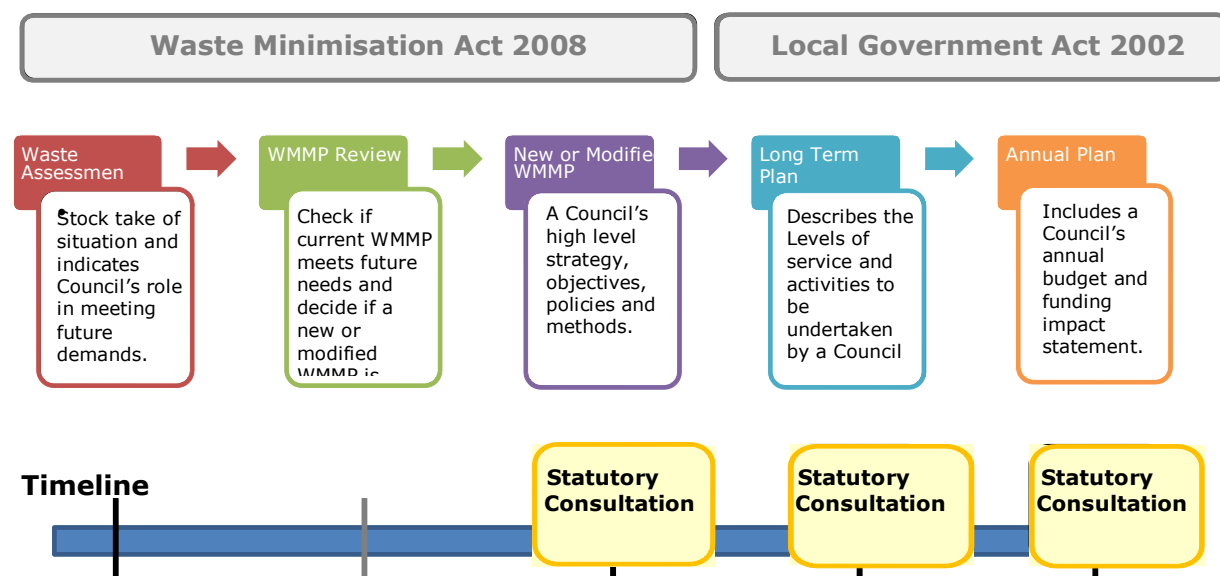 Waste Minimisation Act 2008
Local Government Act 2002
Waste
Assessmen
•Stock take of
situation and
indicates
Council’s role
in meeting
future
demands.
WMMP Review
Check if
current WMMP
meets future
needs and
decide if a
new or
modified
WMMP is
New or Modifie
WMMP
A Council’s
high level
strategy,
objectives,
policies and
methods.
Long Term
Plan
Describes the
Levels of
service and
activities to
be
undertaken
by a Council
Annual Plan
Includes a
Council’s
annual
budget and
funding
impact
statement.
Timeline
Statutory
Consultation
Statutory
Consultation
Statutory
Consultation